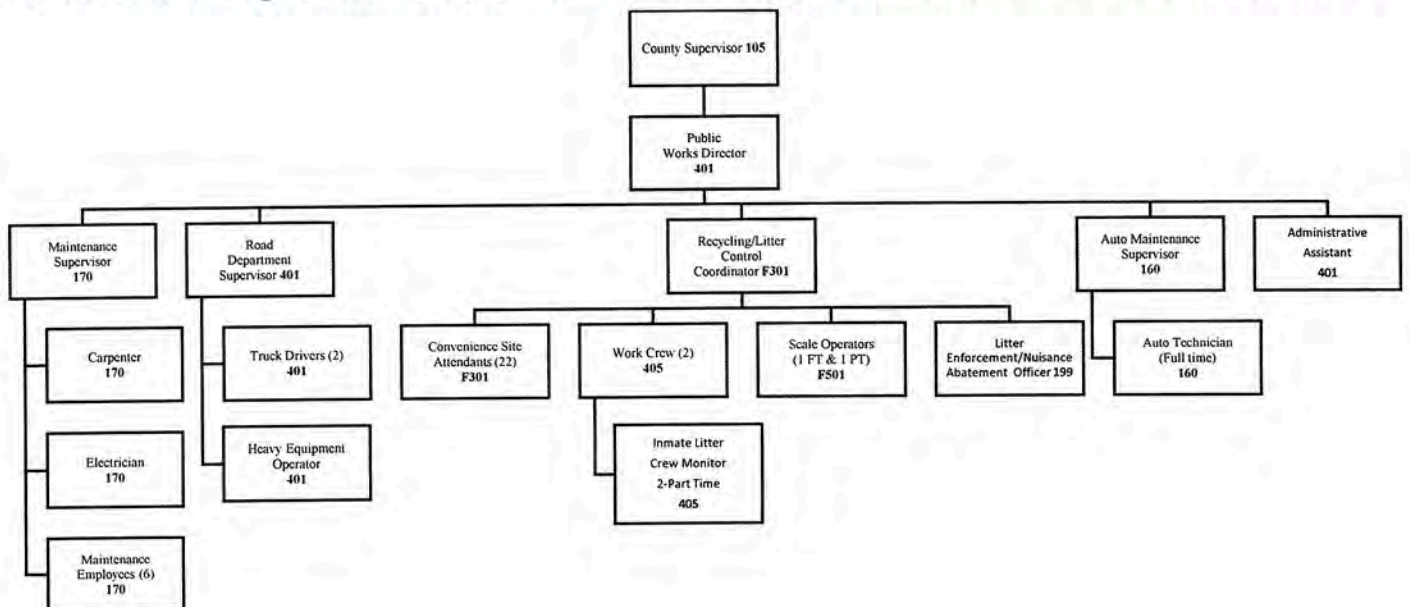 County Supervisor 105
Public
Works Director
401
Maintenance
Supervisor
170
Road
Department
Supervisor 401
Recycling/Litter
Control
Coordinator F301
Auto Maintenance
Supervisor
160
Administrative
Assistant
401
Carpenter
170
Truck Drivers (2)
401
Convenience Site
Attendants (22)
F301
Work Crew (2)
405
Scale Operators
(1 FT & 1 PT)
F501
Litter
Enforcement/Nuisance
Abatement Officer 199
Auto Technician
(Full time)
160
Electrician
170
Heavy Equipment
Operator
401
Inmate Litter
Crew Monitor
2-Part Time
405
Maintenance
Employees (6)
170